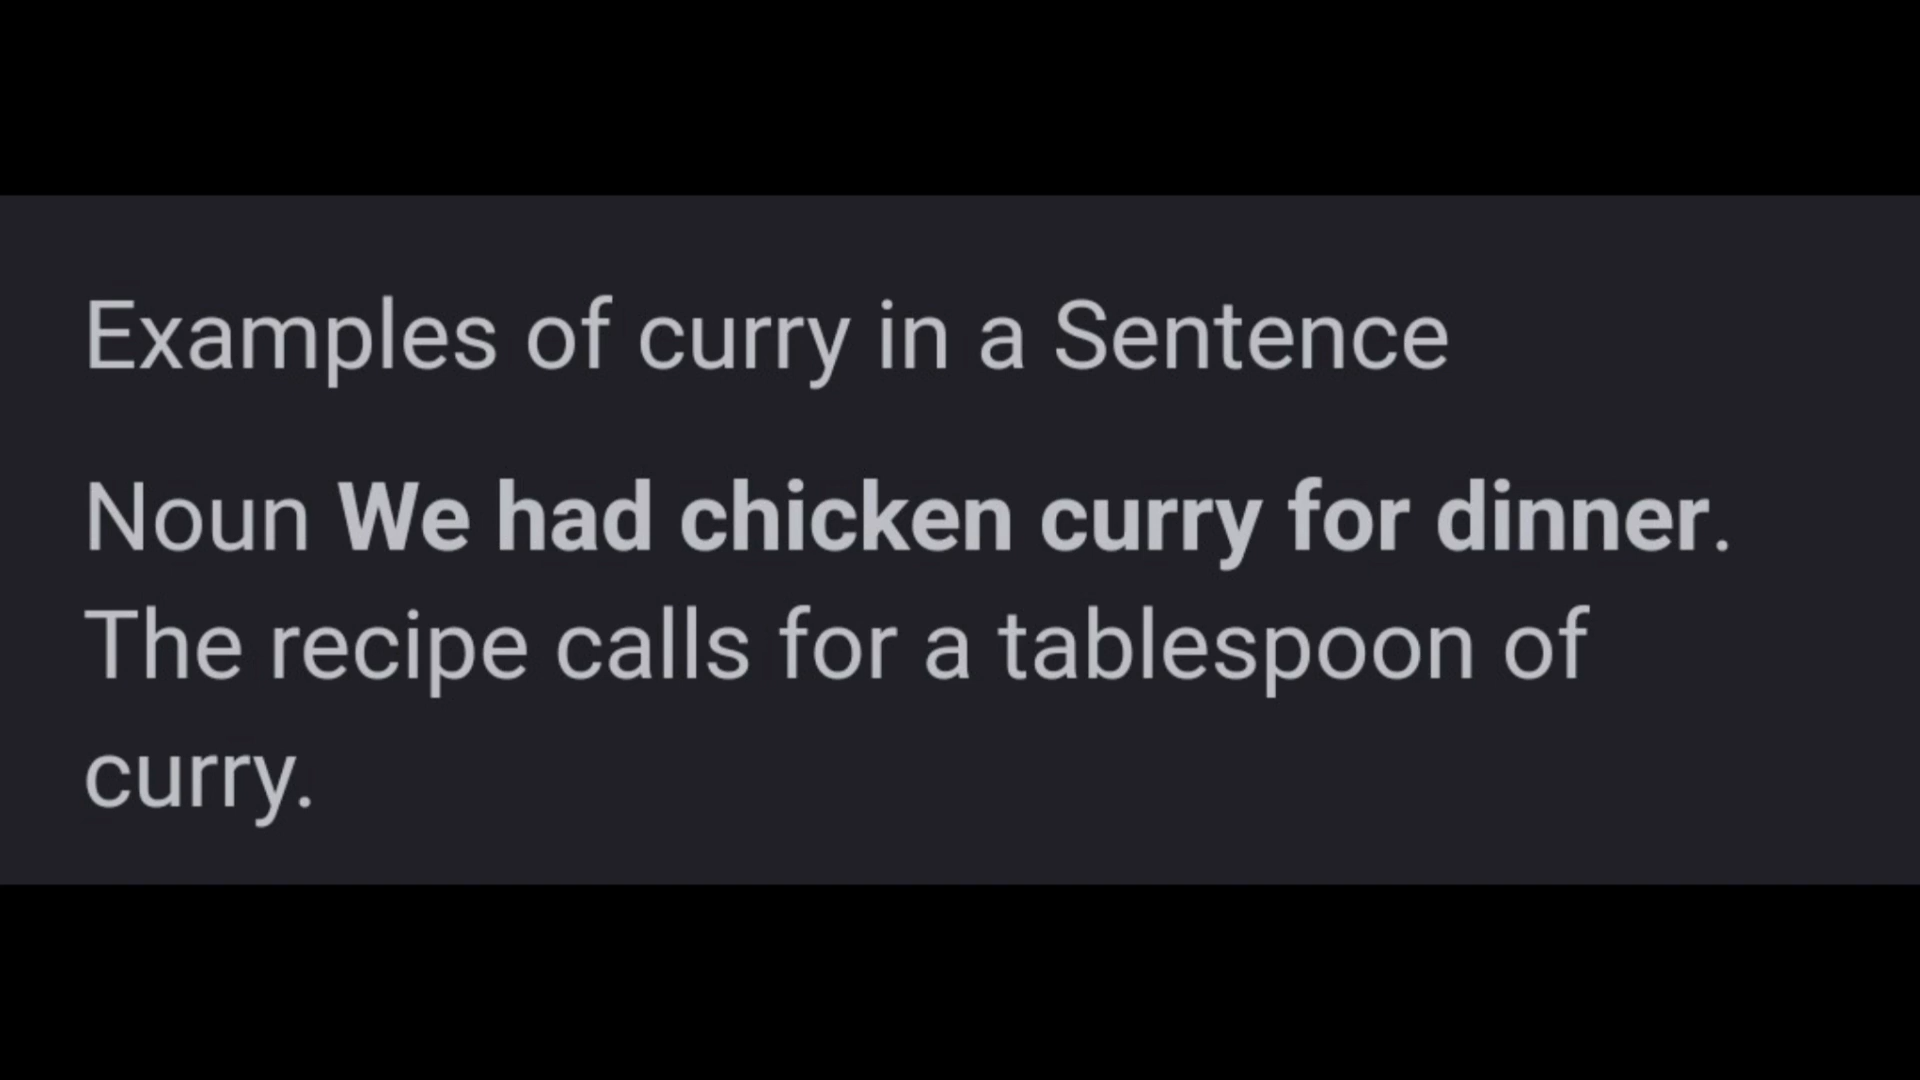 Examples of curry in a Sentence
Noun We had chicken curry for dinner.
The recipe calls for a tablespoon of
curry.